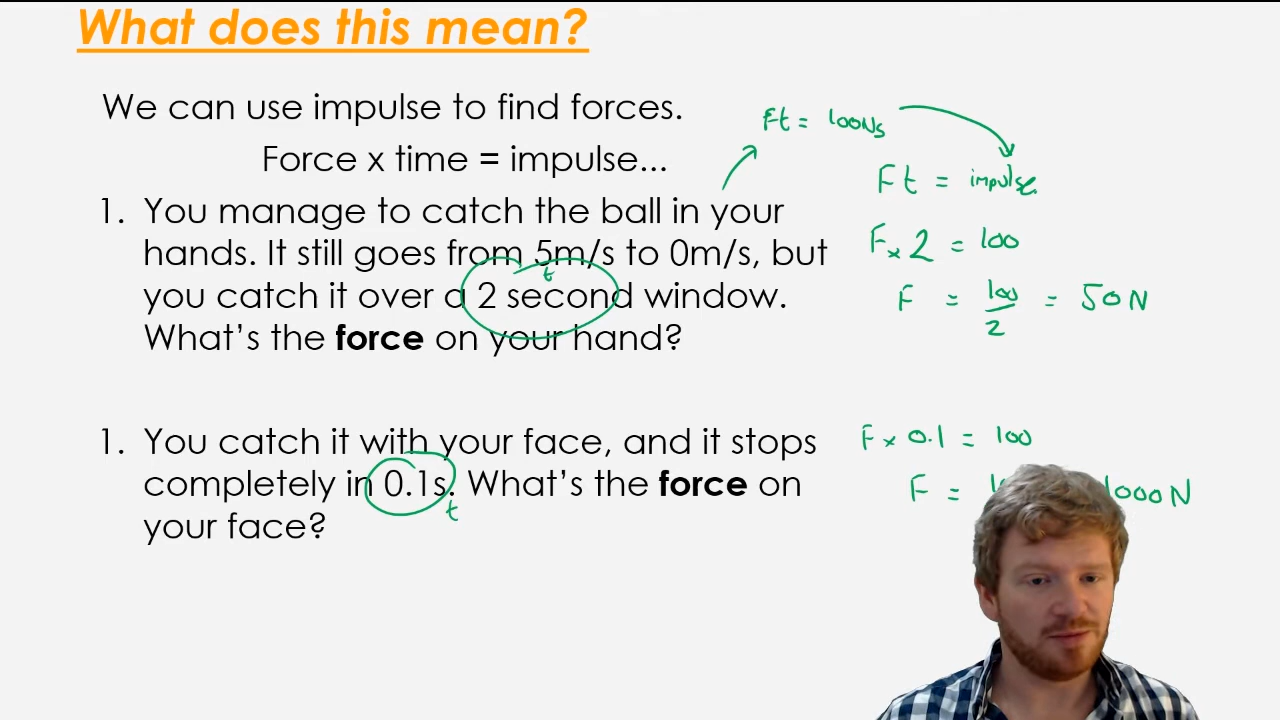 What does this mean?
We can use impulse to find forces.
Ft = 100Ns
Force x time = impulse...
Ft = impulse
1. You manage to catch the ball in your
hands. It still goes from 5m/s to 0m/s, but
t
you catch it over a 2 second window.
What's the force on your hand?
F x 2 = 100
F = 100/2 = 50N
1. You catch it with your face, and it stops
completely in 0.1s. What's the force on
t
your face?
F x 0.1 = 100
F = 1000N